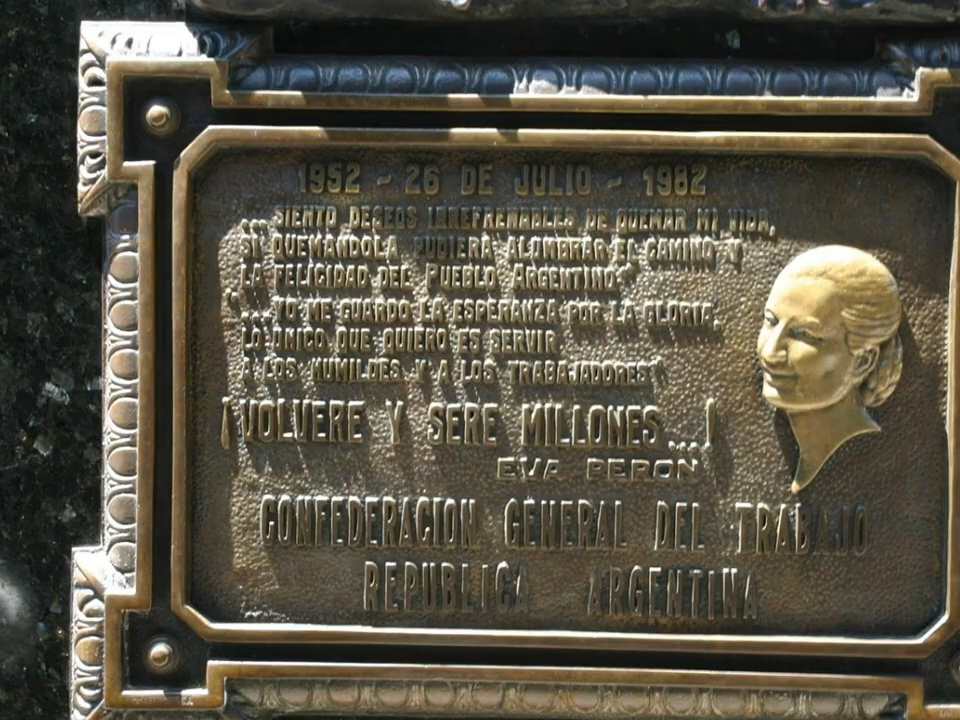 1952 - 26 DE JULIO - 1982
"...SIENTO DESEOS IRREFRENABLES DE QUEMAR MI VIDA,
SI QUEMANDOLA PUDIERA ALUMBRAR EL CAMINO Y
LA FELICIDAD DEL PUEBLO ARGENTINO"
"... YO ME GUARDO LA ESPERANZA POR LA GLORIA.
LO UNICO QUE QUIERO ES SERVIR
A LOS HUMILDES Y A LOS TRABAJADORES"
¡VOLVERE Y SERE MILLONES...!
EVA PERON
CONFEDERACION GENERAL DEL TRABAJO
REPUBLICA ARGENTINA